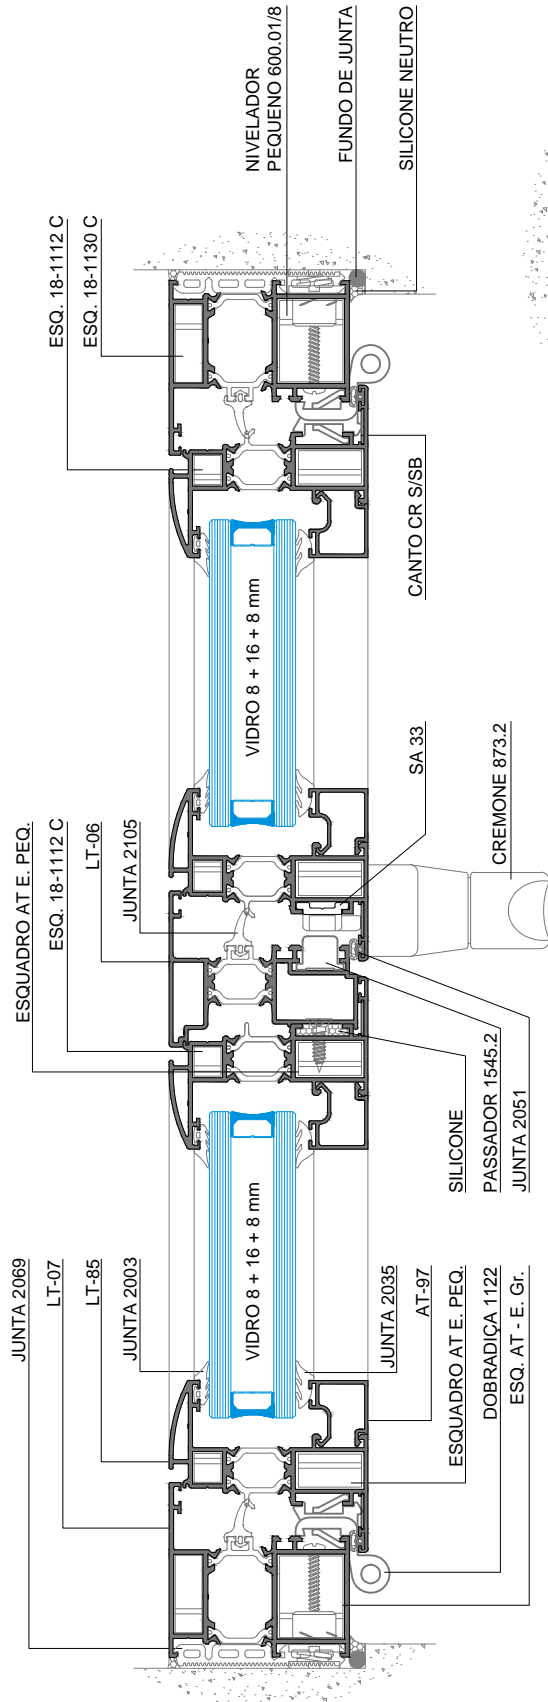 JUNTA 2069
LT-07
LT-85
JUNTA 2003
ESQUADRO AT E. PEQ.
ESQ. 18-1112 C
LT-06
JUNTA 2105
ESQ. 18-1112 C
ESQ. 18-1130 C
NIVELADOR
PEQUENO 600.01/8
FUNDO DE JUNTA
SILICONE NEUTRO
VIDRO 8 + 16 + 8 mm
VIDRO 8 + 16 + 8 mm
JUNTA 2035
AT-97
ESQUADRO AT E. PEQ.
DOBRADIÇA 1122
ESQ. AT - E. Gr.
SILICONE
PASSADOR 1545.2
JUNTA 2051
SA 33
CREMONE 873.2
CANTO CR S/SB